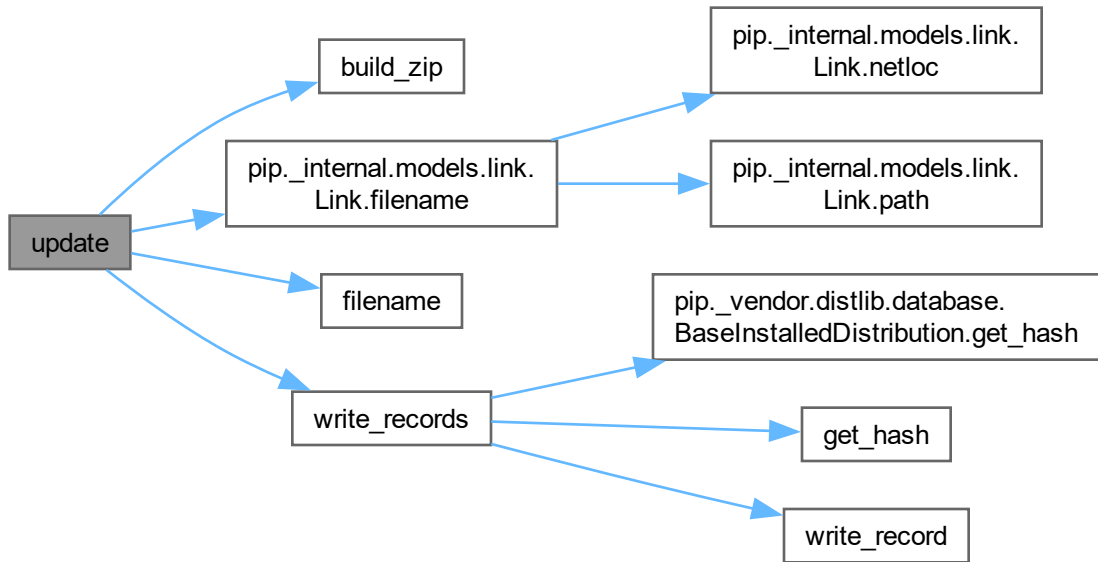 update
build_zip
pip._internal.models.link.
Link.filename
pip._internal.models.link.
Link.netloc
pip._internal.models.link.
Link.path
filename
write_records
pip._vendor.distlib.database.
BaseInstalledDistribution.get_hash
get_hash
write_record